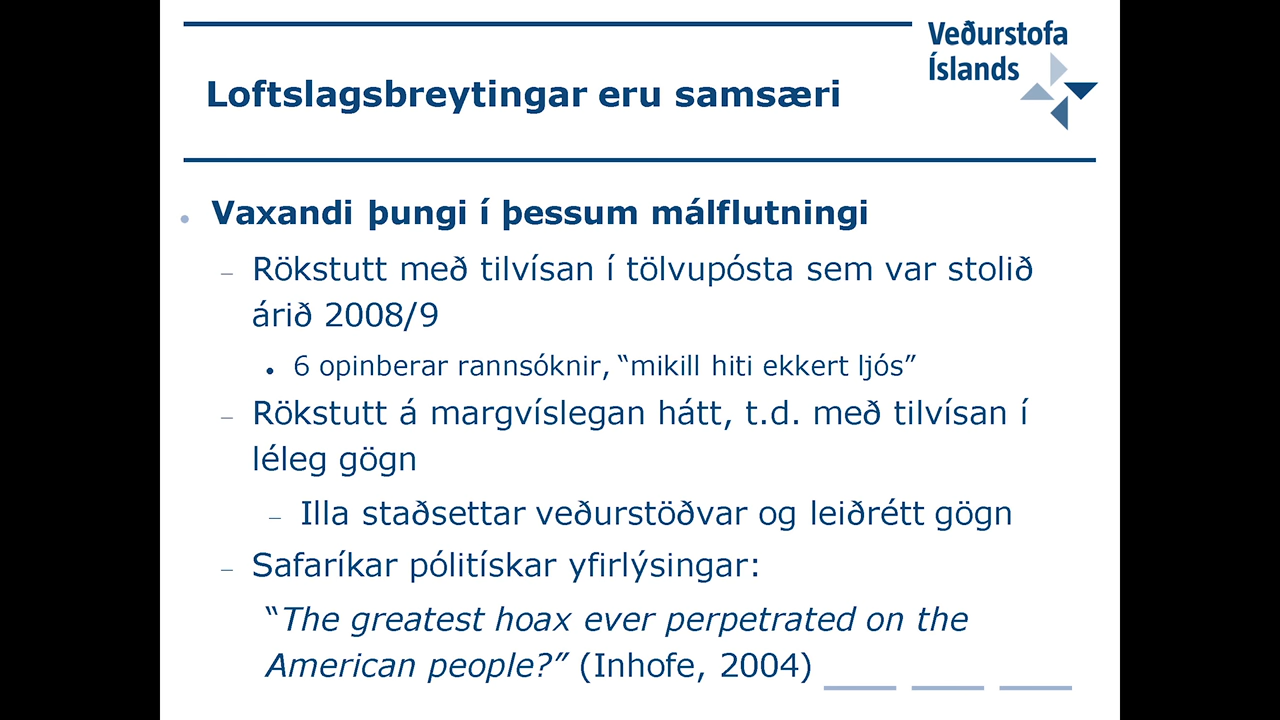 Veðurstofa
Íslands
Loftslagsbreytingar eru samsæri
• Vaxandi þungi í þessum málflutningi
– Rökstutt með tilvísan í tölvupósta sem var stolið
árið 2008/9
• 6 opinberar rannsóknir, “mikill hiti ekkert ljós”
– Rökstutt á margvíslegan hátt, t.d. með tilvísan í
léleg gögn
– Illa staðsettar veðurstöðvar og leiðrétt gögn
– Safaríkar pólitískar yfirlýsingar:
“The greatest hoax ever perpetrated on the
American people?” (Inhofe, 2004)